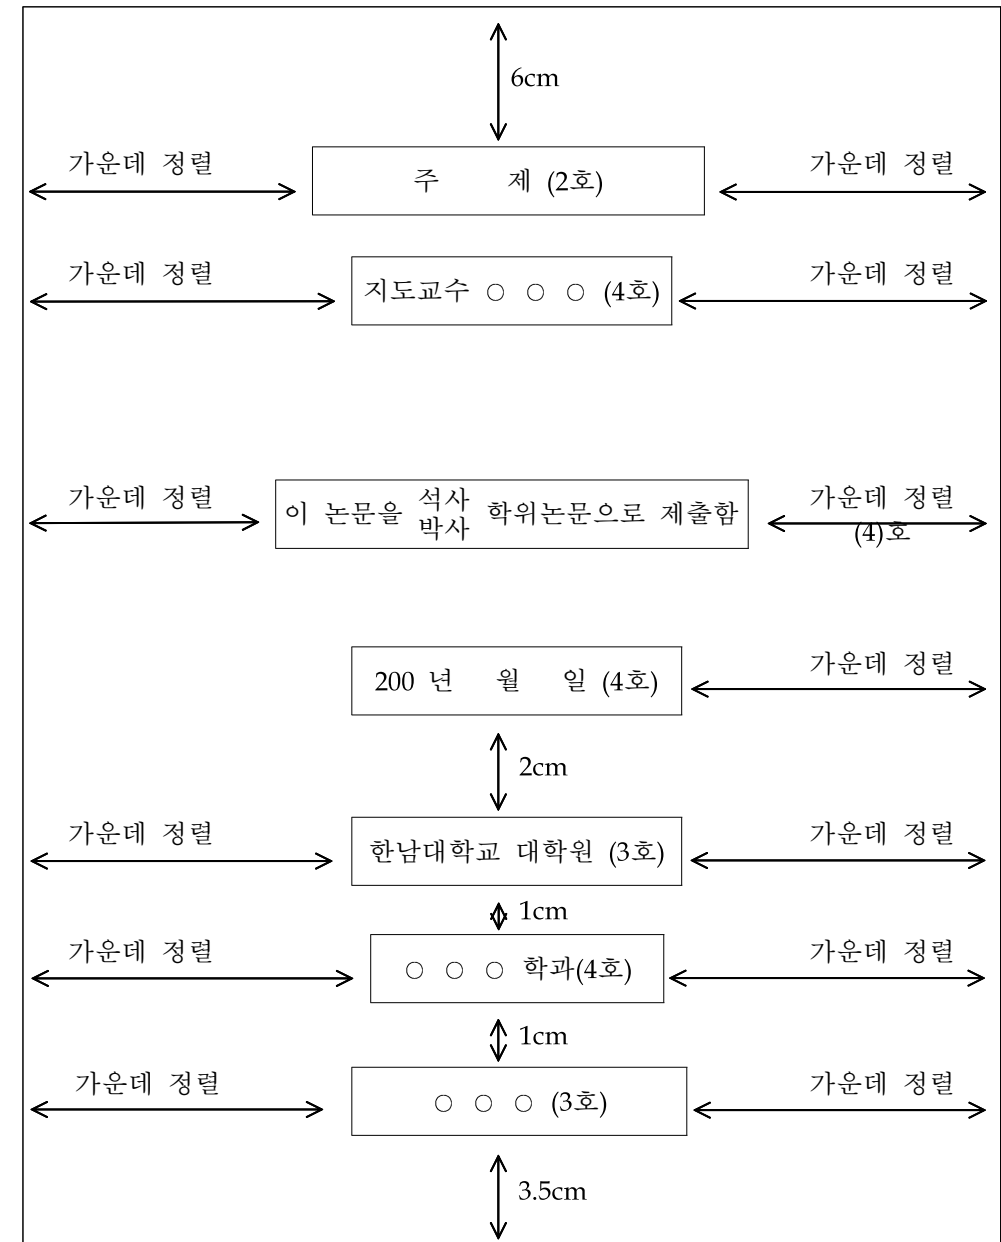 6cm
가운데 정렬 주 제 (2호) 가운데 정렬
가운데 정렬 지도교수 ○ ○ ○ (4호) 가운데 정렬
가운데 정렬 이 논문을 석사 학위논문으로 제출함 가운데 정렬
박사 (4)호
200 년 월 일 (4호) 가운데 정렬
2cm
가운데 정렬 한남대학교 대학원 (3호) 가운데 정렬
1cm
가운데 정렬 ○ ○ ○ 학과(4호) 가운데 정렬
1cm
가운데 정렬 ○ ○ ○ (3호) 가운데 정렬
3.5cm